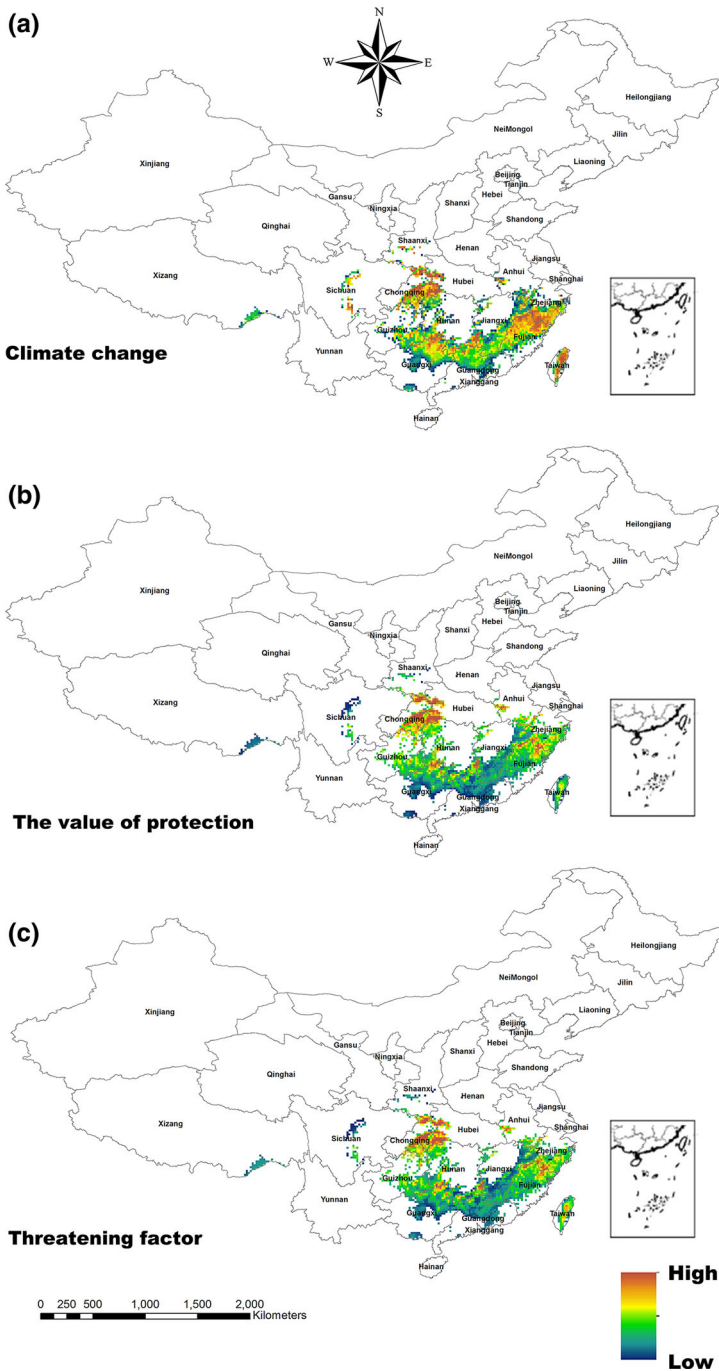 (a)
N
W E
S
Heilongjiang
NeiMongol
Jilin
Xinjiang
Liaoning
Beijing
Tianjin
Gansu
Hebei
Shanxi
Ningxia
Shandong
Qinghai
Shaanxi
Henan
Jiangsu
Xizang
Anhui
Shanghai
Hubei
Sichuan
Chongqing
Zhejiang
Hunan
Jiangxi
Guizhou
Fujian
Climate change
Yunnan
Guangxi
Guangdong
Taiwan
Xianggang
Hainan
(b)
Heilongjiang
NeiMongol
Jilin
Xinjiang
Liaoning
Beijing
Tianjin
Gansu
Hebei
Shanxi
Ningxia
Shandong
Qinghai
Shaanxi
Henan
Jiangsu
Xizang
Anhui
Shanghai
Hubei
Sichuan
Chongqing
Zhejiang
Hunan
Jiangxi
Guizhou
Fujian
Yunnan
Guangxi
Guangdong
Taiwan
Xianggang
The value of protection
Hainan
(c)
Heilongjiang
NeiMongol
Jilin
Xinjiang
Liaoning
Beijing
Tianjin
Gansu
Hebei
Shanxi
Ningxia
Shandong
Qinghai
Shaanxi
Henan
Jiangsu
Xizang
Anhui
Shanghai
Hubei
Sichuan
Chongqing
Zhejiang
Hunan
Jiangxi
Guizhou
Fujian
Yunnan
Guangxi
Guangdong
Taiwan
Xianggang
Threatening factor
Hainan
High
0 250 500 1,000 1,500 2,000
Kilometers
Low